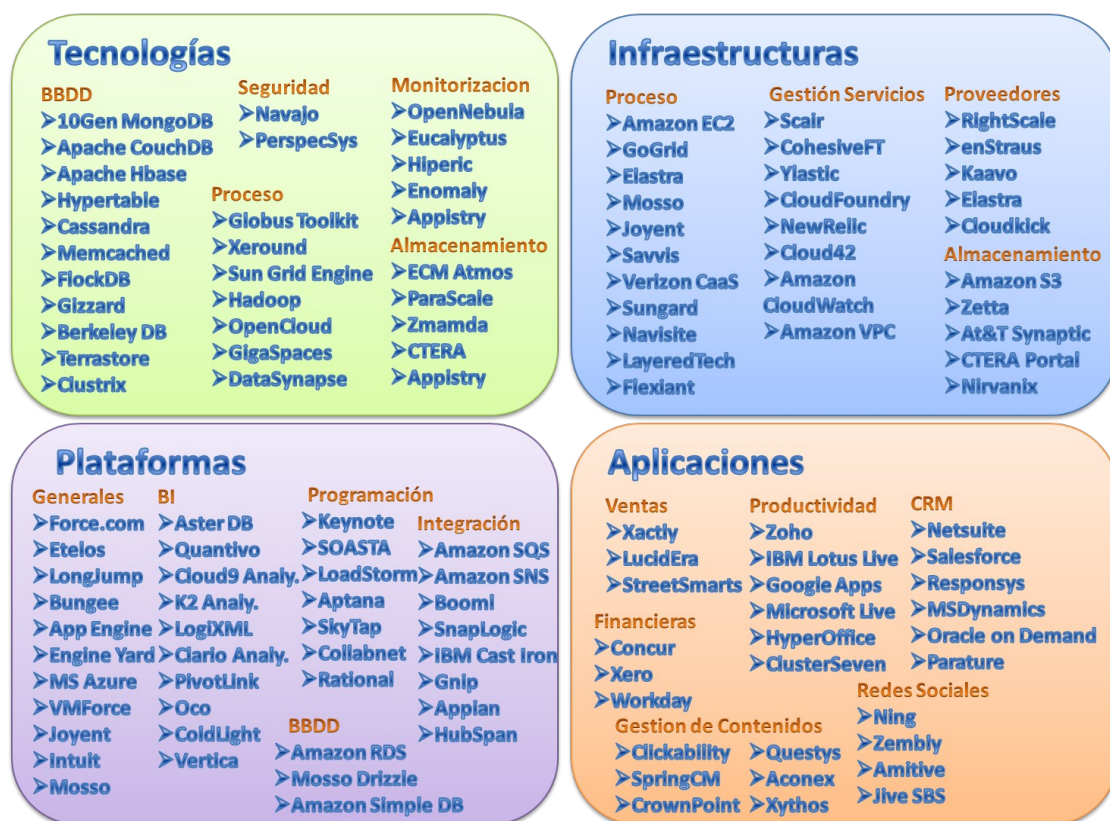 Tecnologías
BBDD
➤10Gen MongoDB
➤Apache CouchDB
➤Apache Hbase
➤Hypertable
➤Cassandra
➤Memcached
➤FlockDB
➤Gizzard
➤Berkeley DB
➤Terrastore
➤Clustrix
Seguridad
➤Navajo
➤PerspecSys
Proceso
➤Globus Toolkit
➤Xeround
➤Sun Grid Engine
➤Hadoop
➤OpenCloud
➤GigaSpaces
➤DataSynapse
Monitorizacion
➤OpenNebula
➤Eucalyptus
➤Hiperic
➤Enomaly
➤Appistry
Almacenamiento
➤ECM Atmos
➤ParaScale
➤Zmamda
➤CTERA
➤Appistry
Infraestructuras
Proceso
➤Amazon EC2
➤GoGrid
➤Elastra
➤Mosso
➤Joyent
➤Savvis
➤Verizon CaaS
➤Sungard
➤Navisite
➤LayeredTech
➤Flexiant
Gestión Servicios
➤Scair
➤CohesiveFT
➤Ylastic
➤CloudFoundry
➤NewRelic
➤Cloud42
➤Amazon
CloudWatch
➤Amazon VPC
Proveedores
➤RightScale
➤enStraus
➤Kaavo
➤Elastra
➤Cloudkick
Almacenamiento
➤Amazon S3
➤Zetta
➤At&T Synaptic
➤CTERA Portal
➤Nirvanix
Plataformas
Generales
➤Force.com
➤Etelos
➤LongJump
➤Bungee
➤App Engine
➤Engine Yard
➤MS Azure
➤VMForce
➤Joyent
➤Intuit
➤Mosso
BI
➤Aster DB
➤Quantivo
➤Cloud9 Analy.
➤K2 Analy.
➤LogiXML
➤Clario Analy.
➤PivotLink
➤Oco
➤ColdLight
➤Vertica
Programación
➤Keynote
➤SOASTA
➤LoadStorm
➤Aptana
➤SkyTap
➤Collabnet
➤Rational
BBDD
➤Amazon RDS
➤Mosso Drizzle
➤Amazon Simple DB
Integración
➤Amazon SQS
➤Amazon SNS
➤Boomi
➤SnapLogic
➤IBM Cast Iron
➤Gnip
➤Appian
➤HubSpan
Aplicaciones
Ventas
➤Xactly
➤LucidEra
➤StreetSmarts
Financieras
➤Concur
➤Xero
➤Workday
Productividad
➤Zoho
➤IBM Lotus Live
➤Google Apps
➤Microsoft Live
➤HyperOffice
➤ClusterSeven
CRM
➤Netsuite
➤Salesforce
➤Responsys
➤MSDynamics
➤Oracle on Demand
➤Parature
Gestion de Contenidos
➤Clickability
➤SpringCM
➤CrownPoint
➤Questys
➤Aconex
➤Xythos
Redes Sociales
➤Ning
➤Zembly
➤Amitive
➤Jive SBS